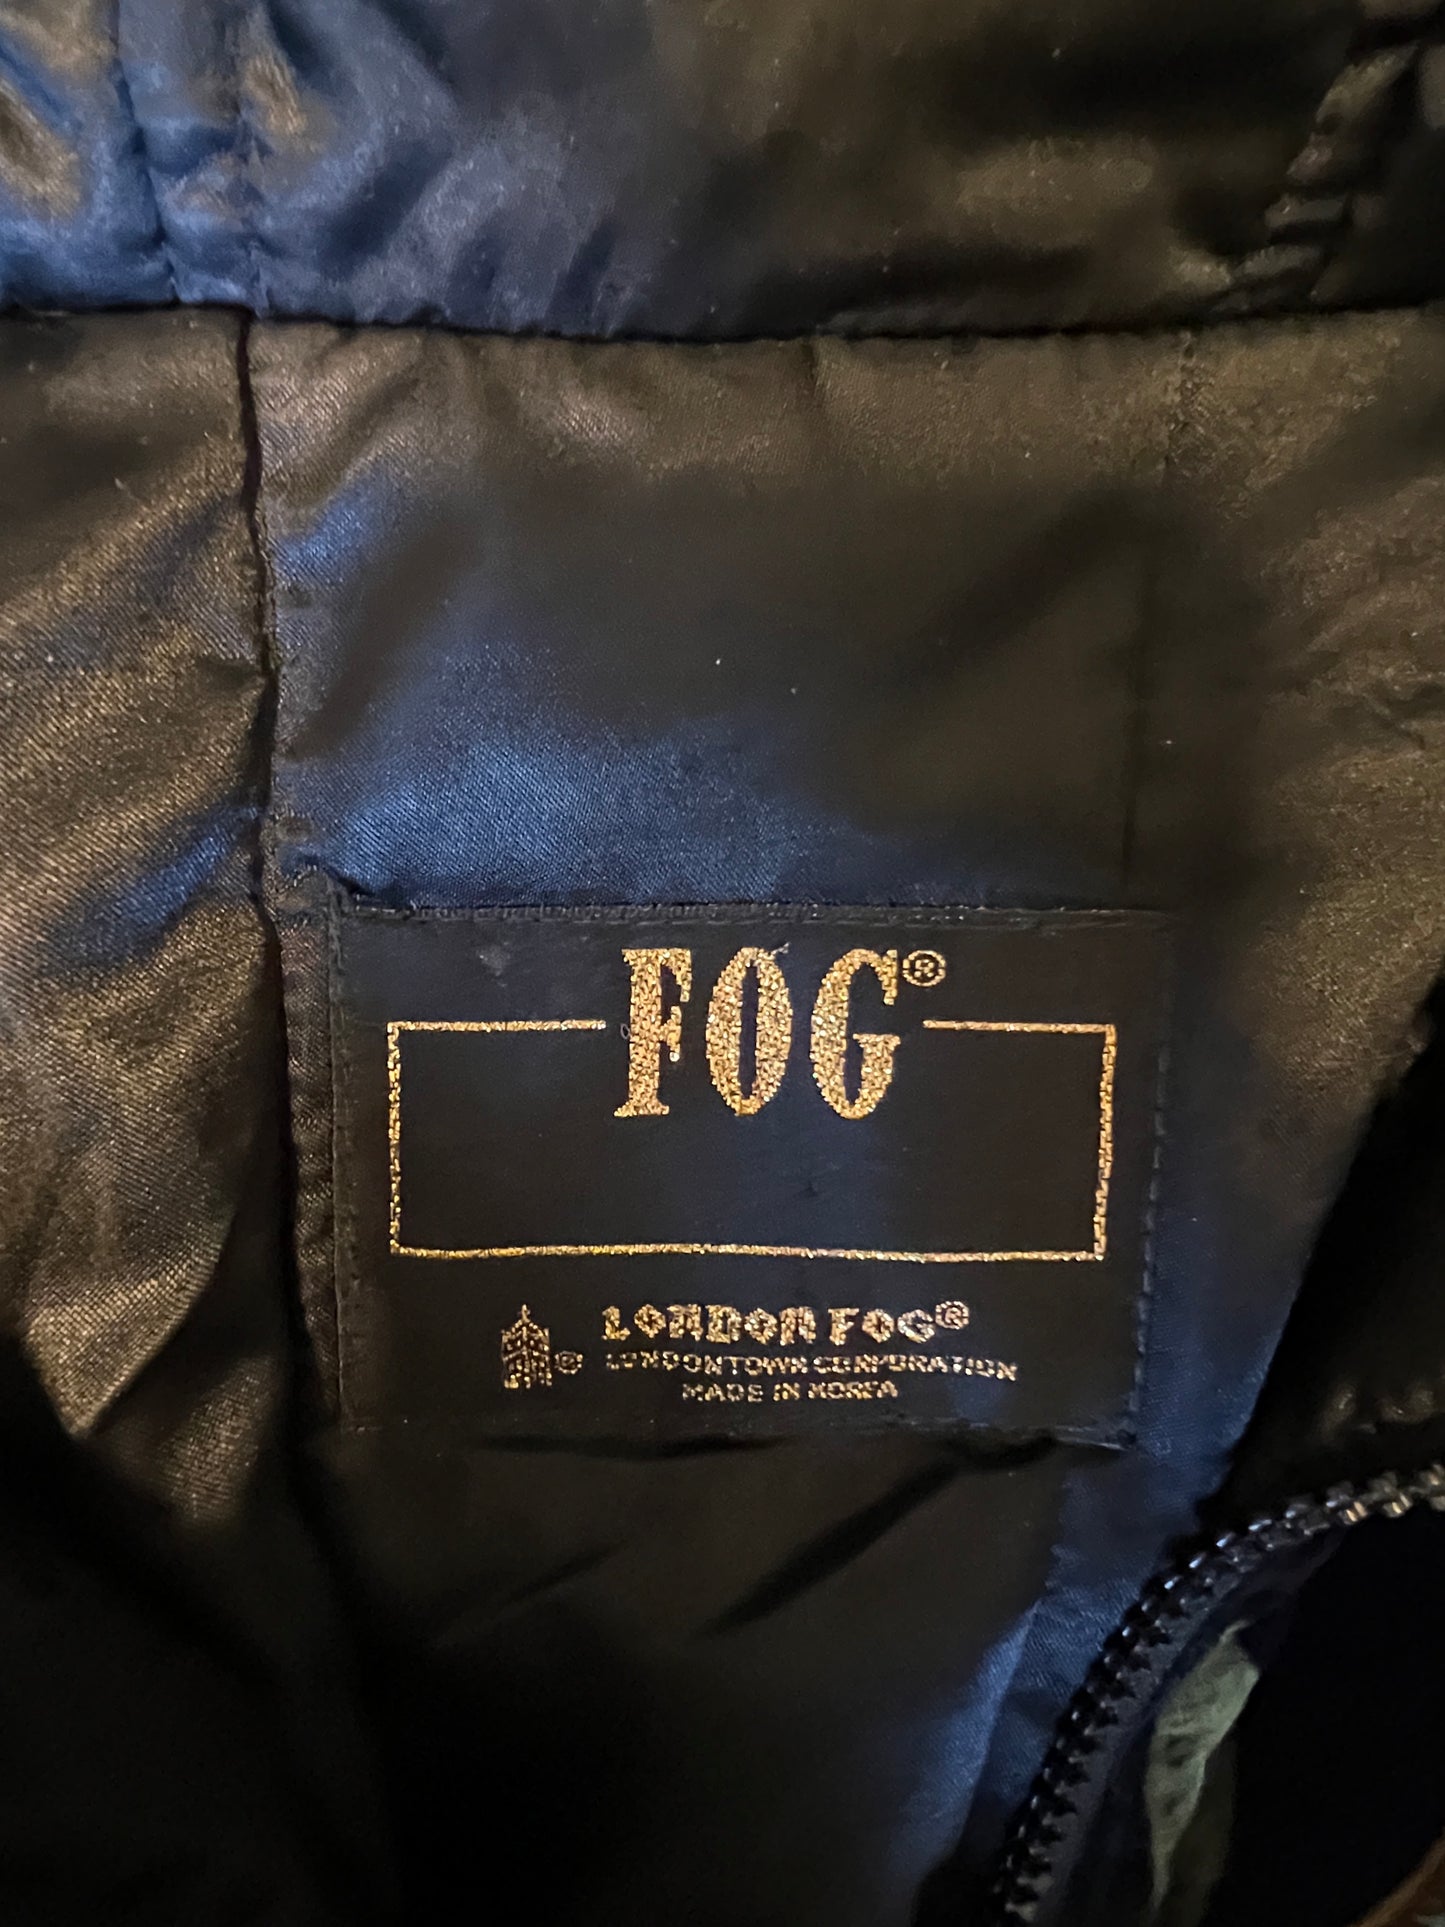 FOG®
LONDON FOG®
® LONDONTOWN CORPORATION
MADE IN KOREA